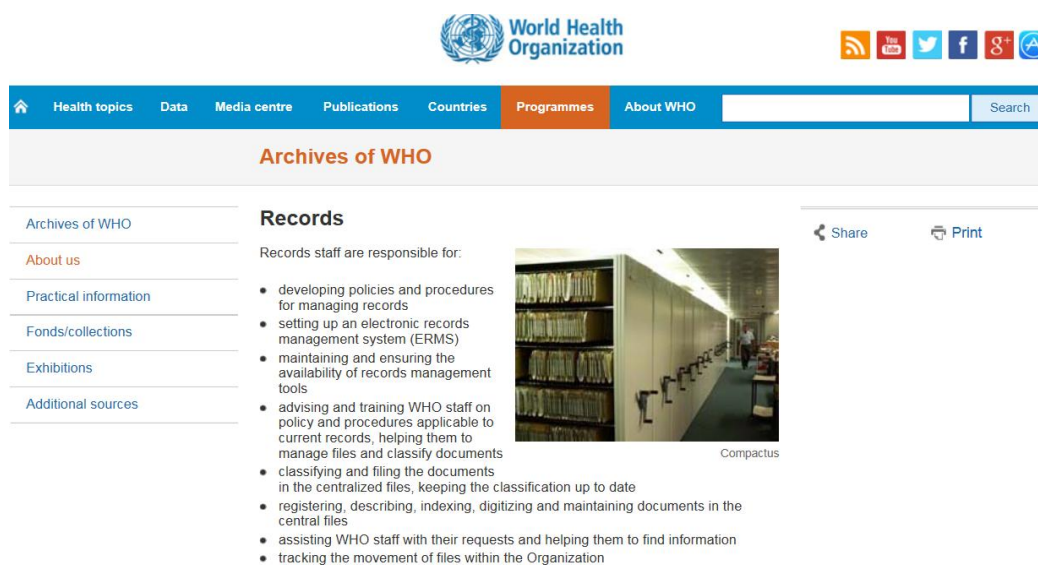 World Health
Organization
You
Tube
f
g+
Health topics
Data
Media centre
Publications
Countries
Programmes
About WHO
Search
Archives of WHO
Archives of WHO
About us
Practical information
Fonds/collections
Exhibitions
Additional sources
Records
Records staff are responsible for:
• developing policies and procedures
for managing records
• setting up an electronic records
management system (ERMS)
• maintaining and ensuring the
availability of records management
tools
• advising and training WHO staff on
policy and procedures applicable to
current records, helping them to
manage files and classify documents
• classifying and filing the documents
in the centralized files, keeping the classification up to date
• registering, describing, indexing, digitizing and maintaining documents in the
central files
• assisting WHO staff with their requests and helping them to find information
• tracking the movement of files within the Organization
Compactus
Share
Print